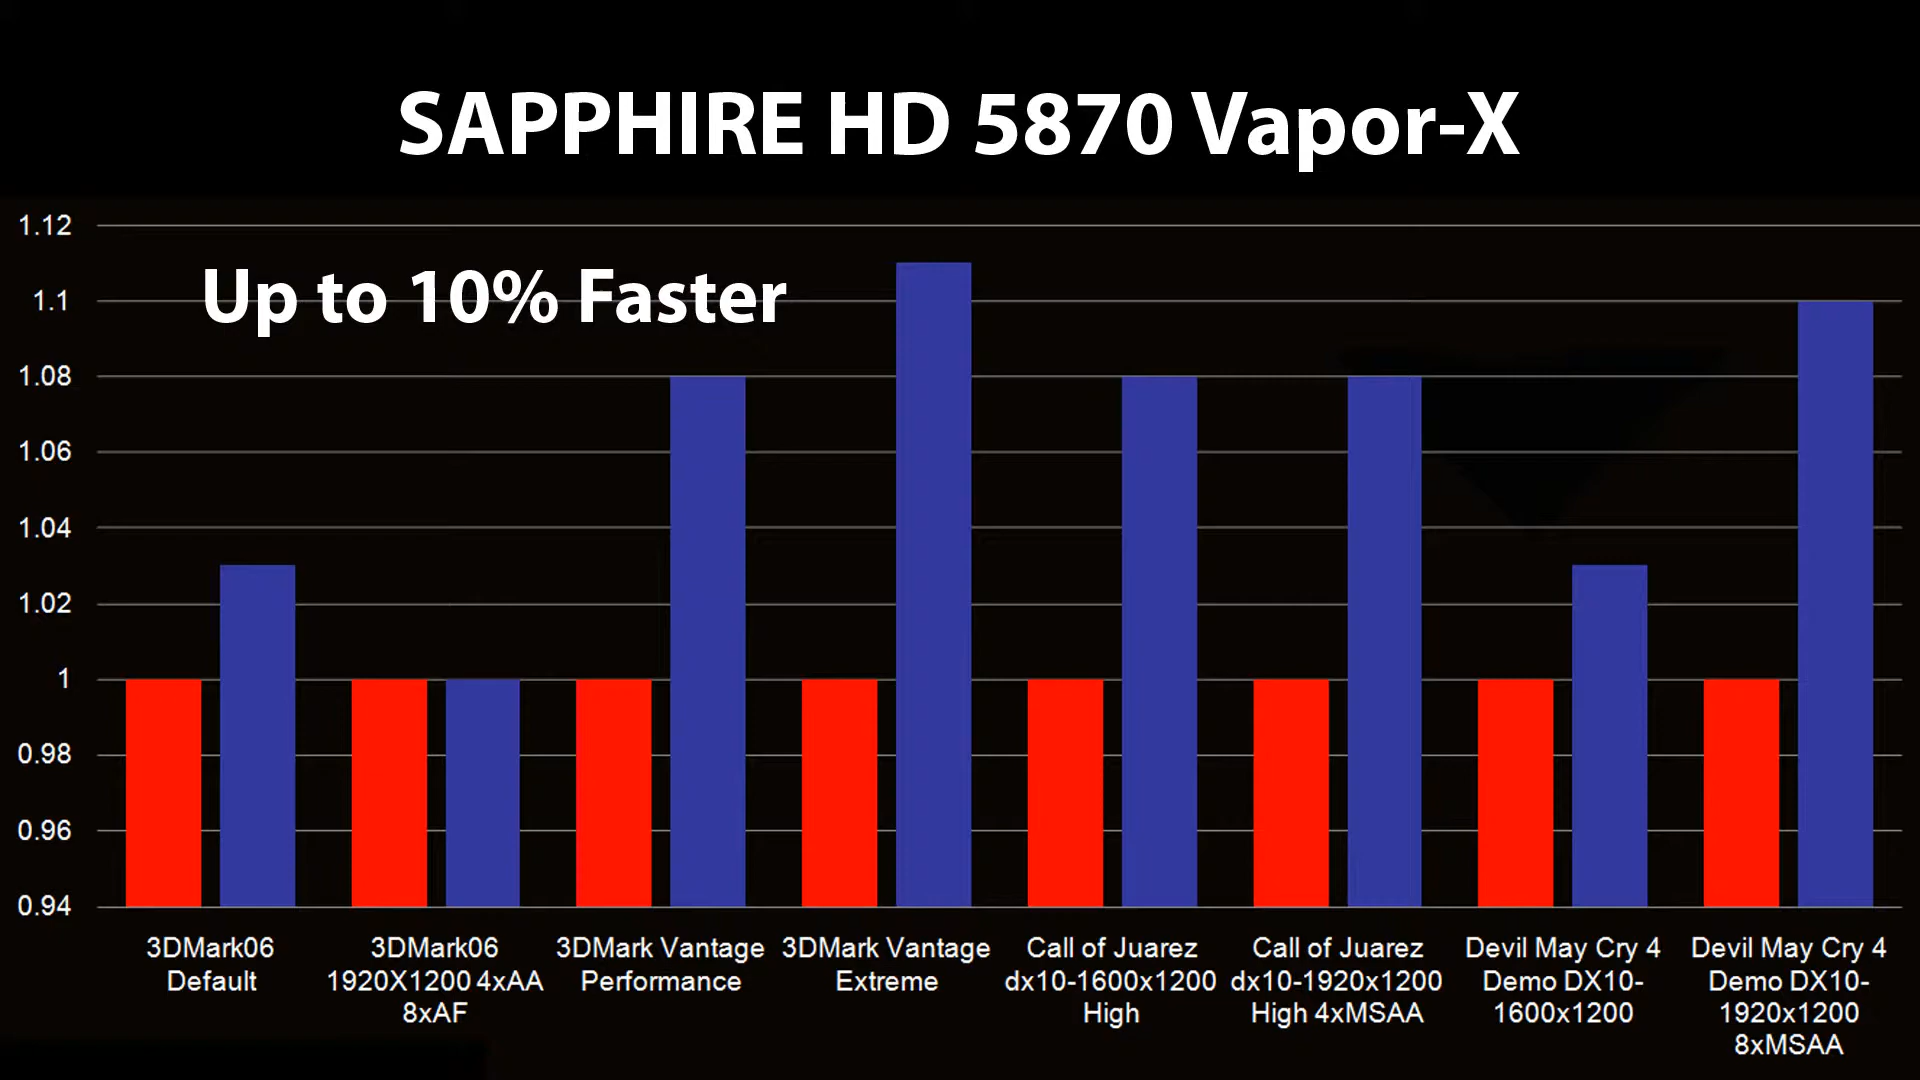 SAPPHIRE HD 5870 Vapor-X
Up to 10% Faster
1.12
1.1
1.08
1.06
1.04
1.02
1
0.98
0.96
0.94
3DMark06
Default
3DMark06
1920X1200 4xAA
8xAF
3DMark Vantage
Performance
3DMark Vantage
Extreme
Call of Juarez
dx10-1600x1200
High
Call of Juarez
dx10-1920x1200
High 4xMSAA
Devil May Cry 4
Demo DX10-
1600x1200
Devil May Cry 4
Demo DX10-
1920x1200
8xMSAA